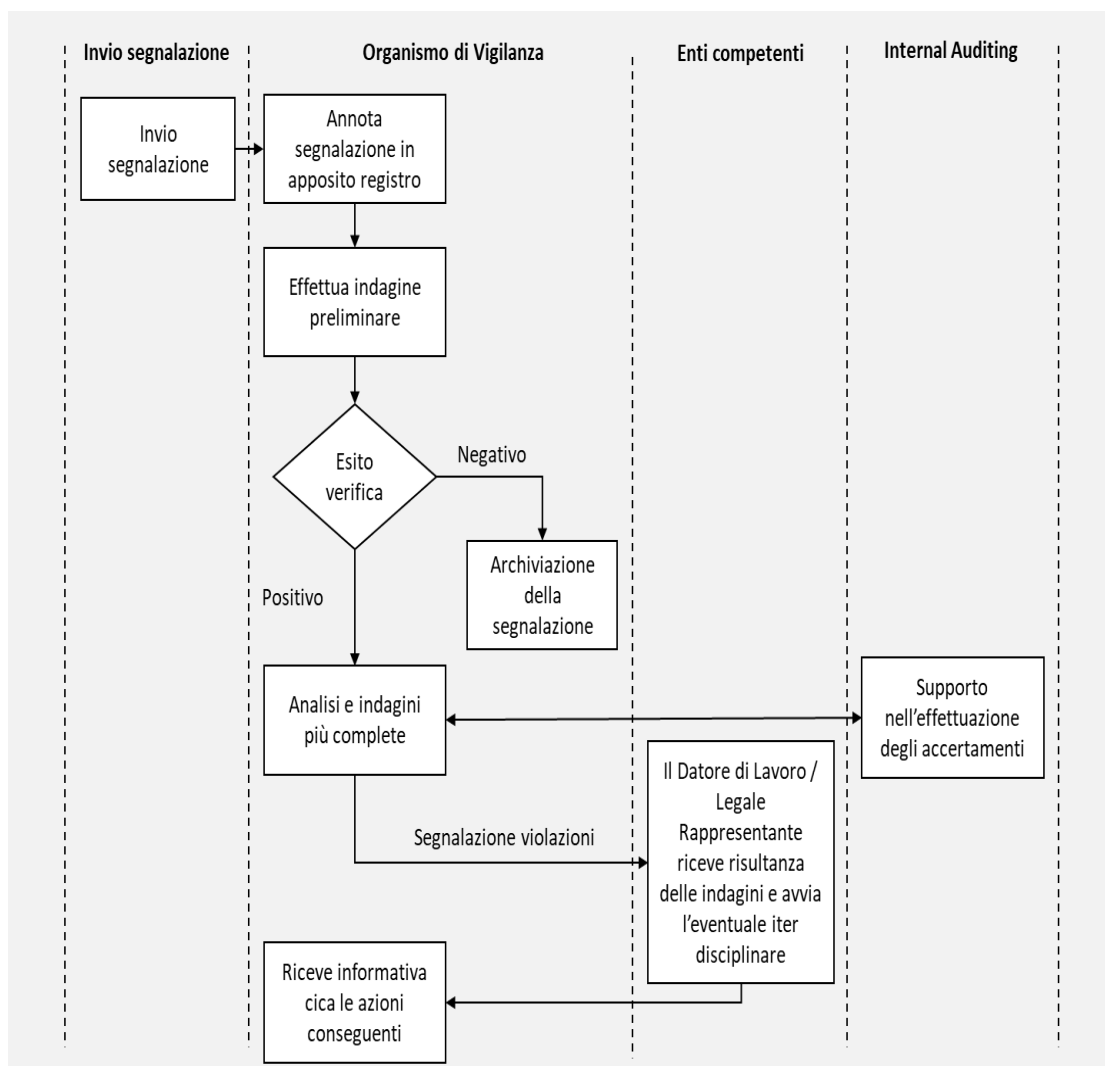 Invio segnalazione
Organismo di Vigilanza
Enti competenti
Internal Auditing
Invio
segnalazione
Annota
segnalazione in
apposito registro
Effettua indagine
preliminare
Esito
verifica
Negativo
Archiviazione
della
segnalazione
Positivo
Analisi e indagini
più complete
Supporto
nell’effettuazione
degli accertamenti
Segnalazione violazioni
Il Datore di Lavoro /
Legale
Rappresentante
riceve risultanza
delle indagini e avvia
l’eventuale iter
disciplinare
Riceve informativa
cica le azioni
conseguenti